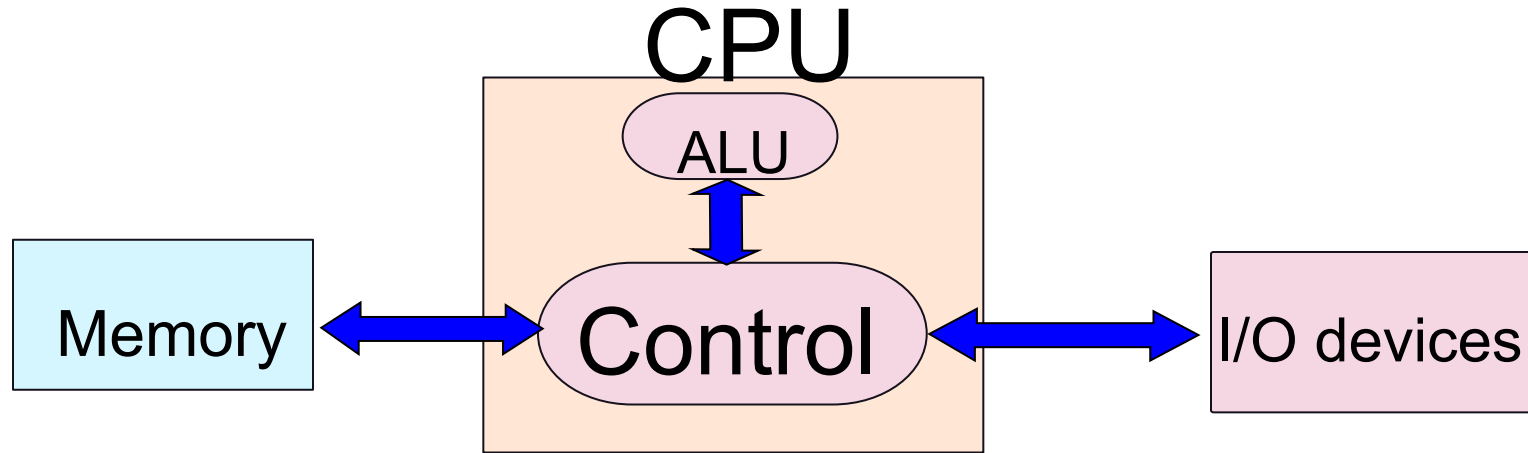 CPU
ALU
Memory
Control
I/O devices